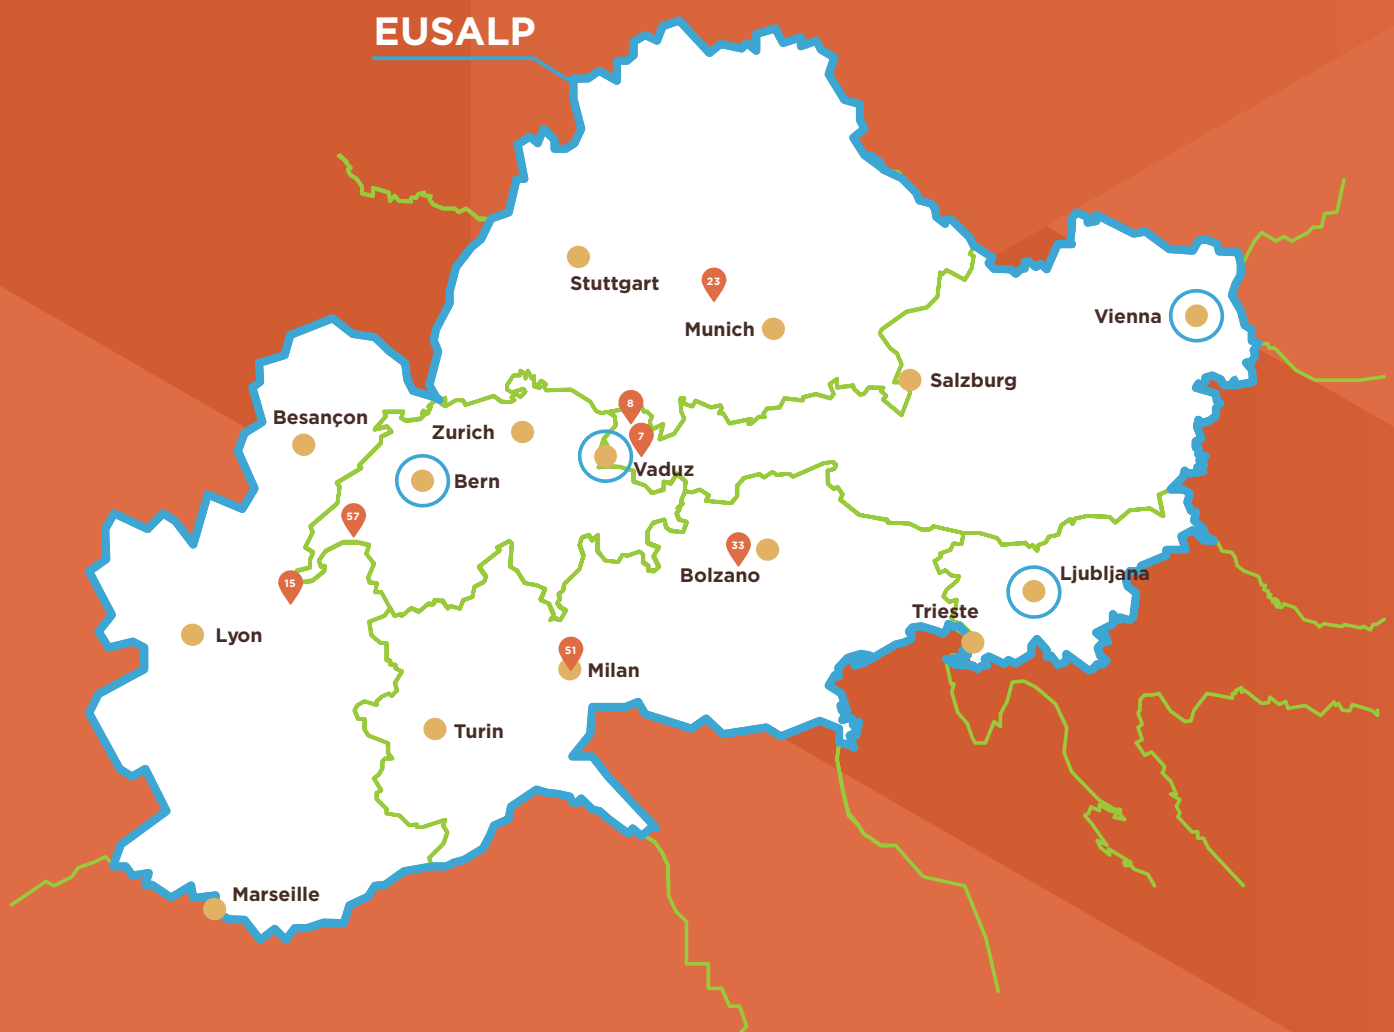 EUSALP
Stuttgart
23
Munich
Vienna
Salzburg
8
Besançon
Zurich
7
Vaduz
Bern
57
33
Bolzano
Ljubljana
15
Trieste
Lyon
51
Milan
Turin
Marseille